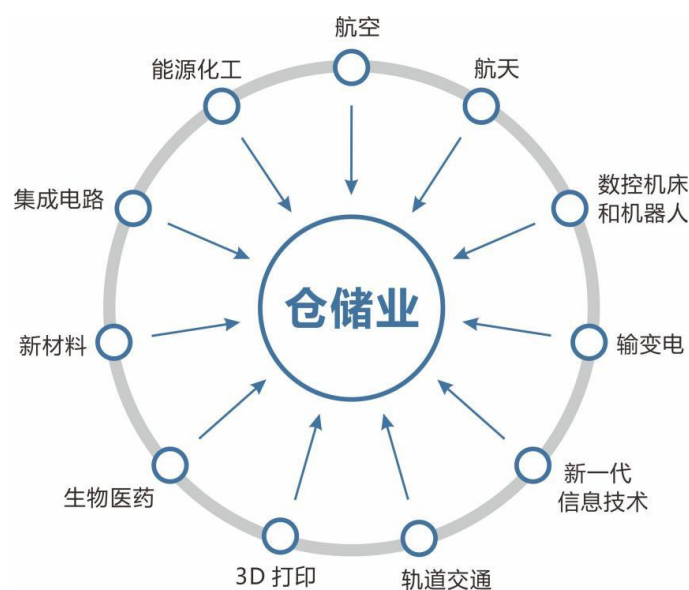 航空
航天
数控机床
和机器人
输变电
新一代
信息技术
轨道交通
3D 打印
生物医药
新材料
集成电路
能源化工
仓储业